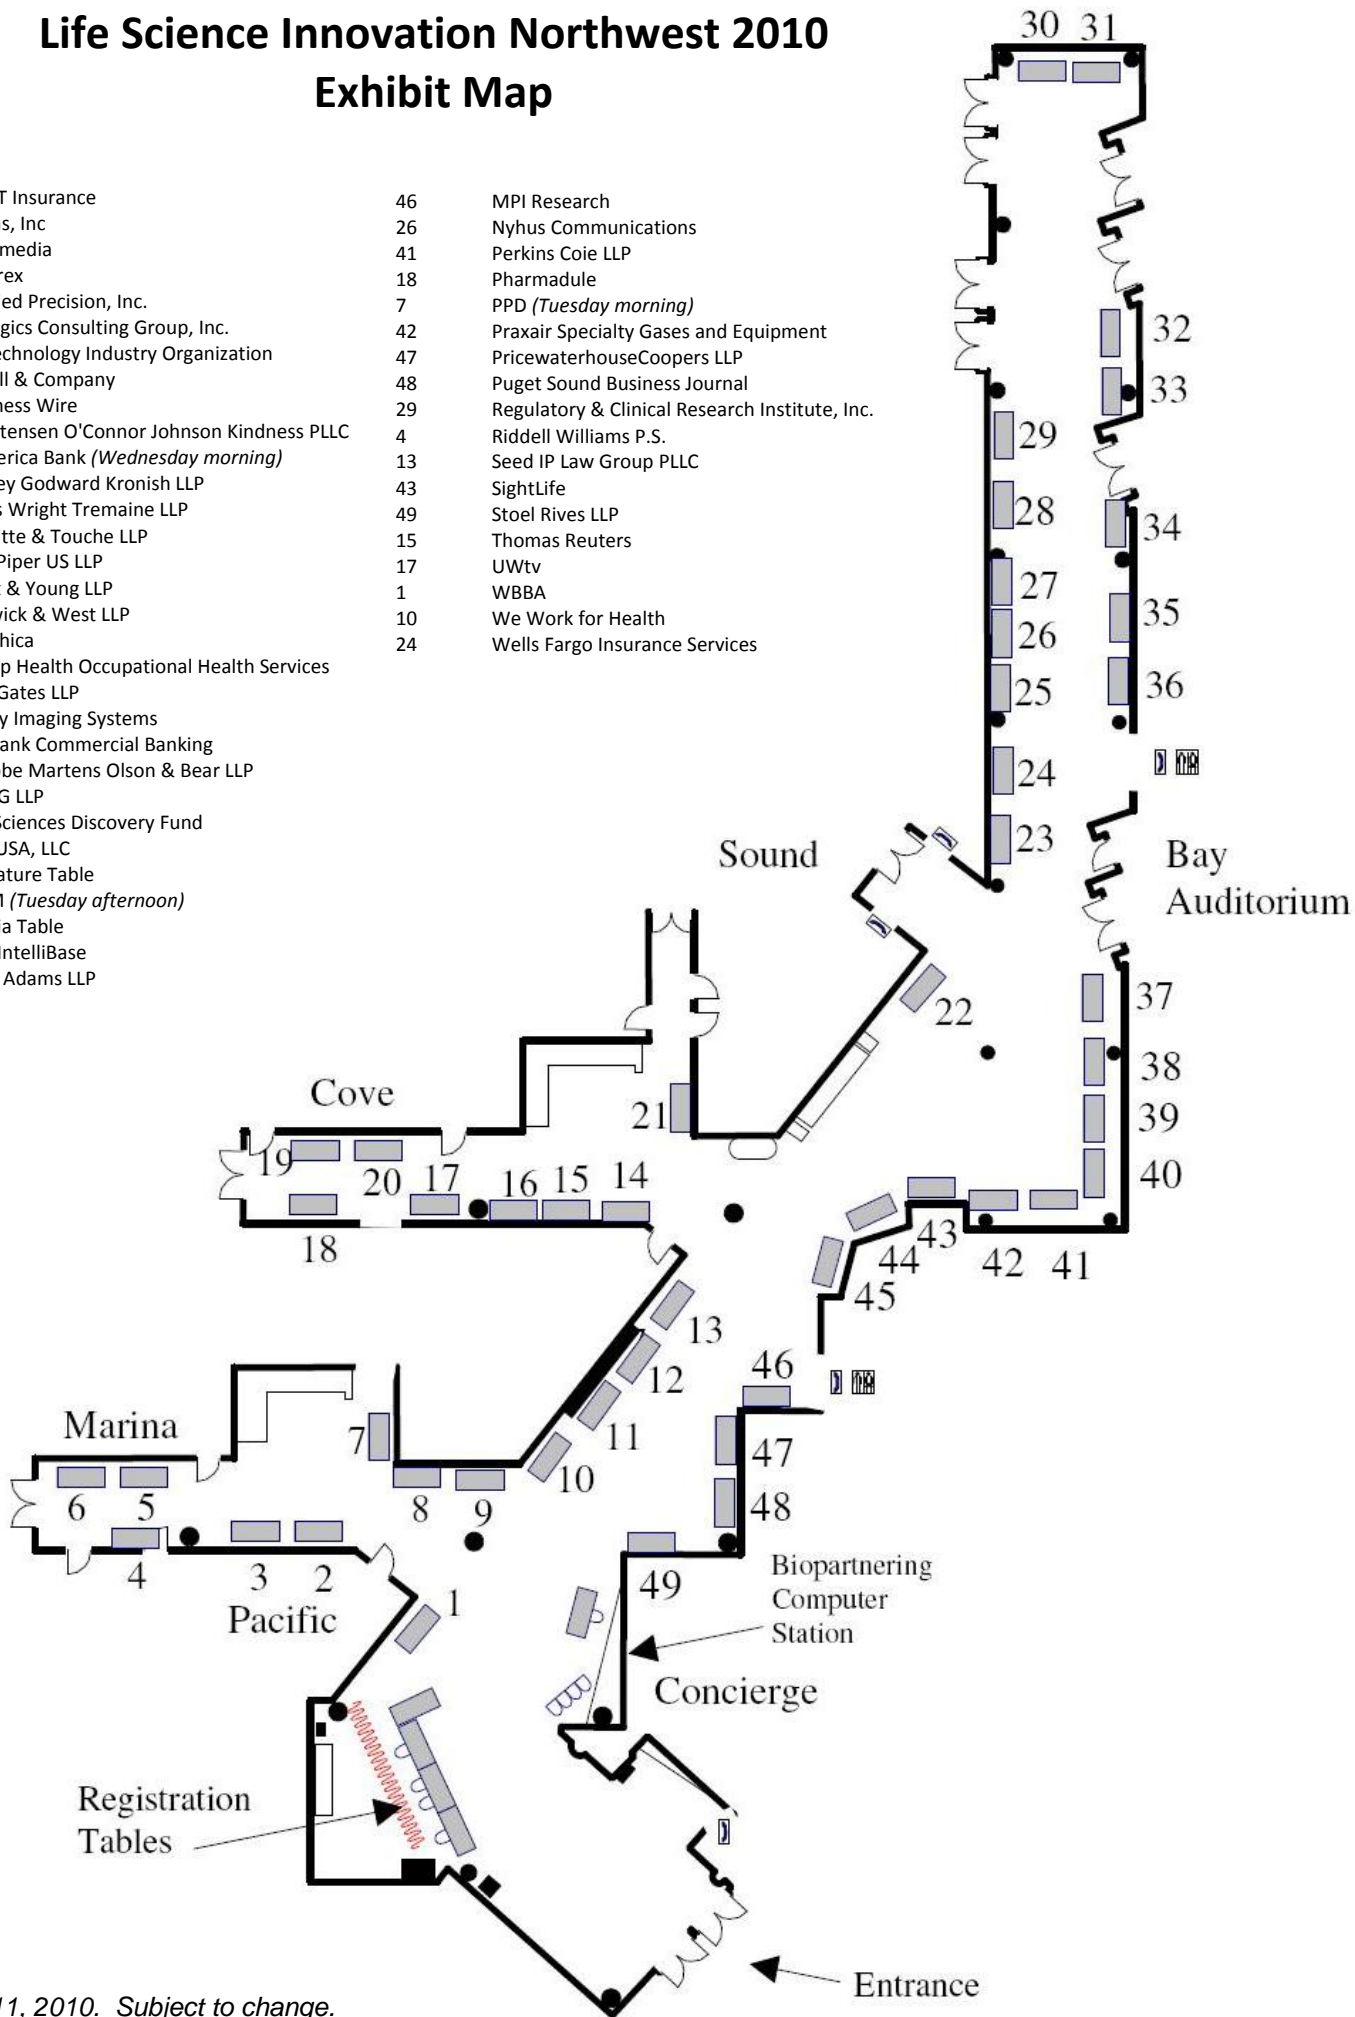 Life Science Innovation Northwest 2010
Exhibit Map
T Insurance
s, Inc
media
rex
ed Precision, Inc.
gics Consulting Group, Inc.
echnology Industry Organization
ll & Company
ness Wire
tensen O'Connor Johnson Kindness PLLC
erica Bank (Wednesday morning)
ey Godward Kronish LLP
s Wright Tremaine LLP
tte & Touche LLP
Piper US LLP
& Young LLP
wick & West LLP
hica
p Health Occupational Health Services
Gates LLP
y Imaging Systems
ank Commercial Banking
be Martens Olson & Bear LLP
G LLP
Sciences Discovery Fund
USA, LLC
ature Table
(Tuesday afternoon)
ia Table
IntelliBase
Adams LLP
46 MPI Research
26 Nyhus Communications
41 Perkins Coie LLP
18 Pharmadule
7 PPD (Tuesday morning)
42 Praxair Specialty Gases and Equipment
47 PricewaterhouseCoopers LLP
48 Puget Sound Business Journal
29 Regulatory & Clinical Research Institute, Inc.
4 Riddell Williams P.S.
13 Seed IP Law Group PLLC
43 SightLife
49 Stoel Rives LLP
15 Thomas Reuters
17 UWtv
1 WBBA
10 We Work for Health
24 Wells Fargo Insurance Services
30 31
32
33
29
28
34
27
26
35
25
36
24
23
Sound
Bay
Auditorium
22
37
38
39
40
Cove
21
19
20
17
16
15
14
18
43
44
42
41
45
13
12
11
10
46
47
48
Marina
7
6
5
8
9
4
3
2
49
1
Pacific
Biopartnering
Computer
Station
Concierge
Registration
Tables
Entrance
11, 2010. Subject to change.